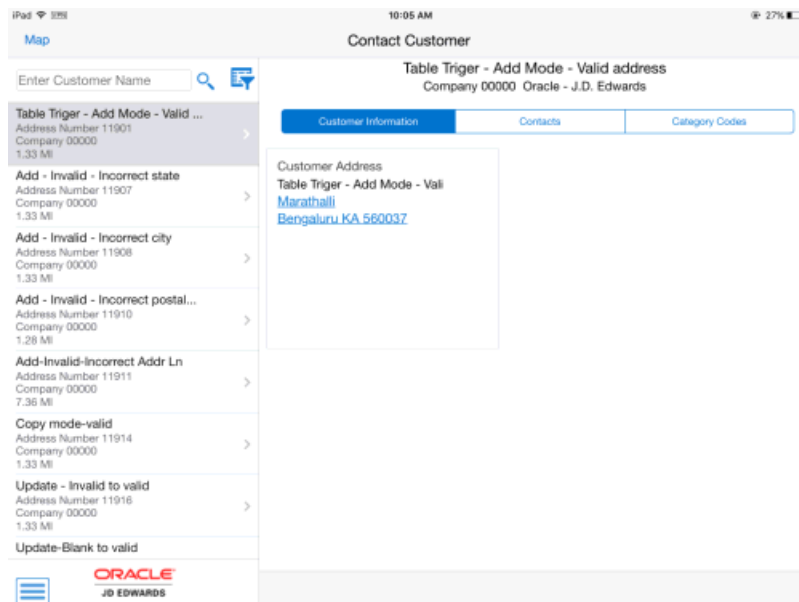 iPad
10:05 AM
27%
Map
Contact Customer
Enter Customer Name
Table Triger - Add Mode - Valid address
Company 00000 Oracle - J.D. Edwards
Customer Information
Contacts
Category Codes
Customer Address
Table Triger - Add Mode - Vali
Marathalli
Bengaluru KA 560037
Table Triger - Add Mode - Valid ...
Address Number 11901
Company 00000
1.33 MI
Add - Invalid - Incorrect state
Address Number 11907
Company 00000
1.33 MI
Add - Invalid - Incorrect city
Address Number 11908
Company 00000
1.33 MI
Add - Invalid - Incorrect postal...
Address Number 11910
Company 00000
1.28 MI
Add-Invalid-Incorrect Addr Ln
Address Number 11911
Company 00000
7.36 MI
Copy mode-valid
Address Number 11914
Company 00000
1.33 MI
Update - Invalid to valid
Address Number 11916
Company 00000
1.33 MI
Update-Blank to valid
ORACLE
JD EDWARDS